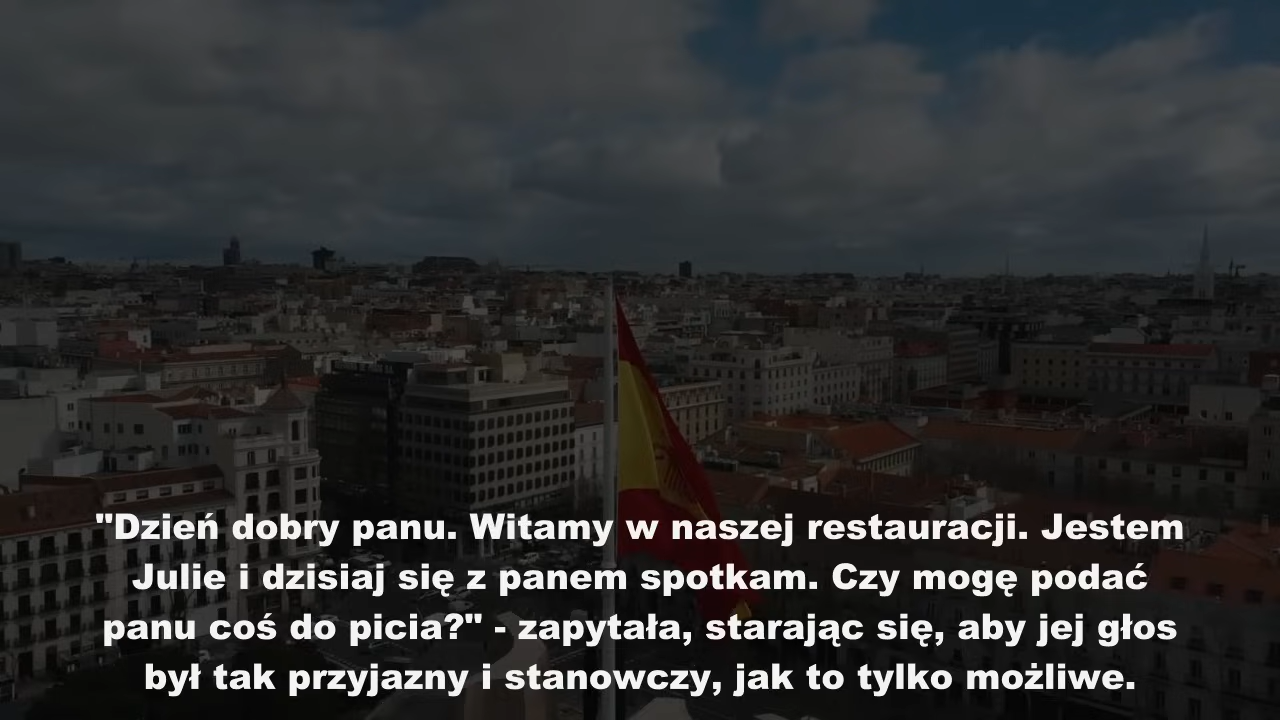 "Dzień dobry panu. Witamy w naszej restauracji. Jestem
Julie i dzisiaj się z panem spotkam. Czy mogę podać
panu coś do picia?" - zapytała, starając się, aby jej głos
był tak przyjazny i stanowczy, jak to tylko możliwe.